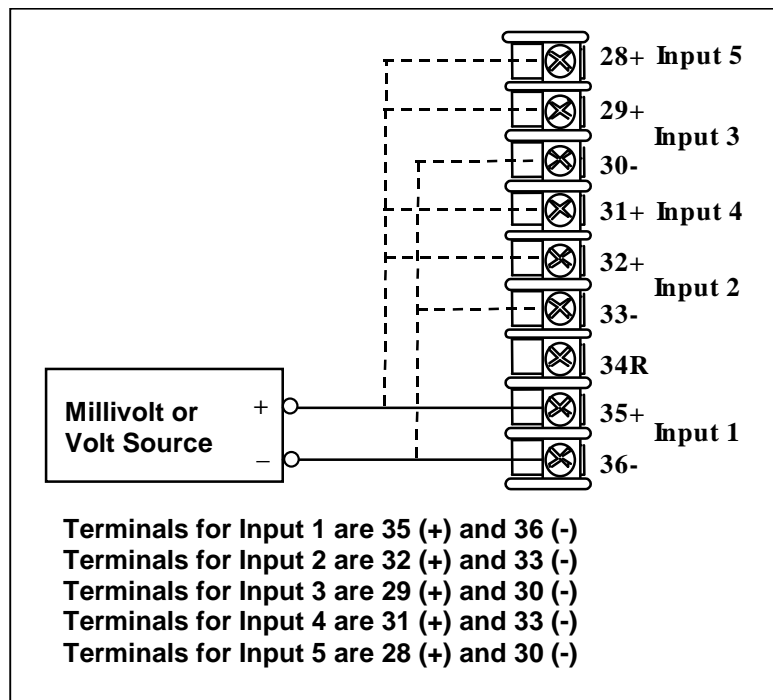 28+ Input 5
29+
Input 3
30-
31+ Input 4
32+
Input 2
33-
34R
35+
Input 1
36-
Millivolt or +
Volt Source –
Terminals for Input 1 are 35 (+) and 36 (-)
Terminals for Input 2 are 32 (+) and 33 (-)
Terminals for Input 3 are 29 (+) and 30 (-)
Terminals for Input 4 are 31 (+) and 33 (-)
Terminals for Input 5 are 28 (+) and 30 (-)